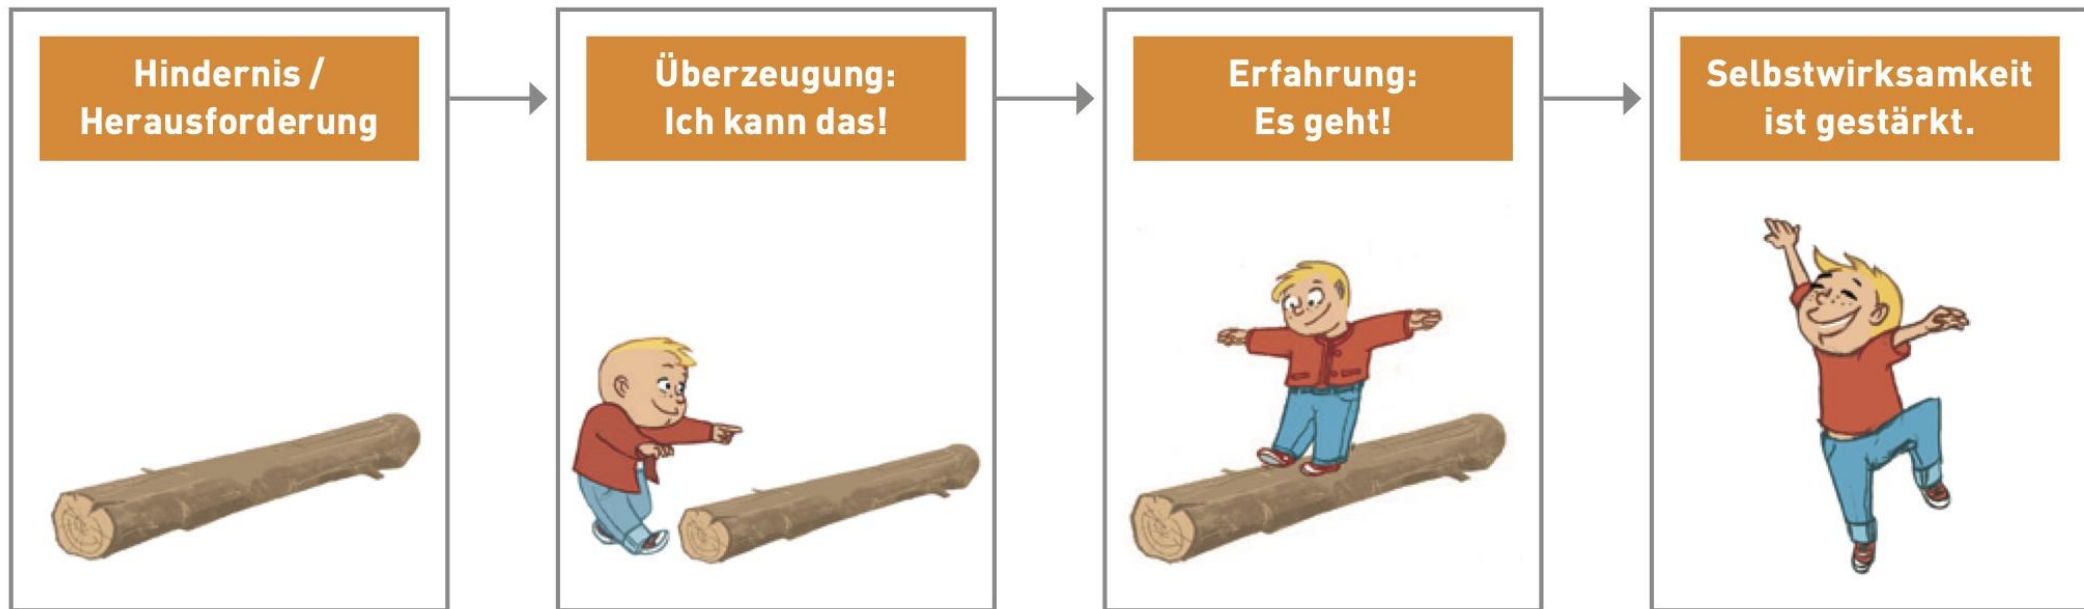 Hindernis /
Herausforderung
Überzeugung:
Ich kann das!
Erfahrung:
Es geht!
Selbstwirksamkeit
ist gestärkt.